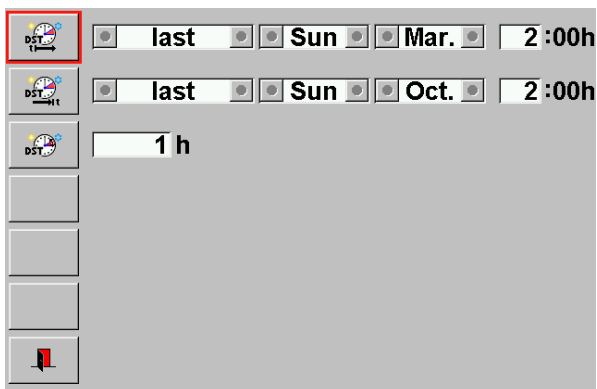 DST t last Sun Mar. 2:00h
DST t last Sun Oct. 2:00h
DST 1 h